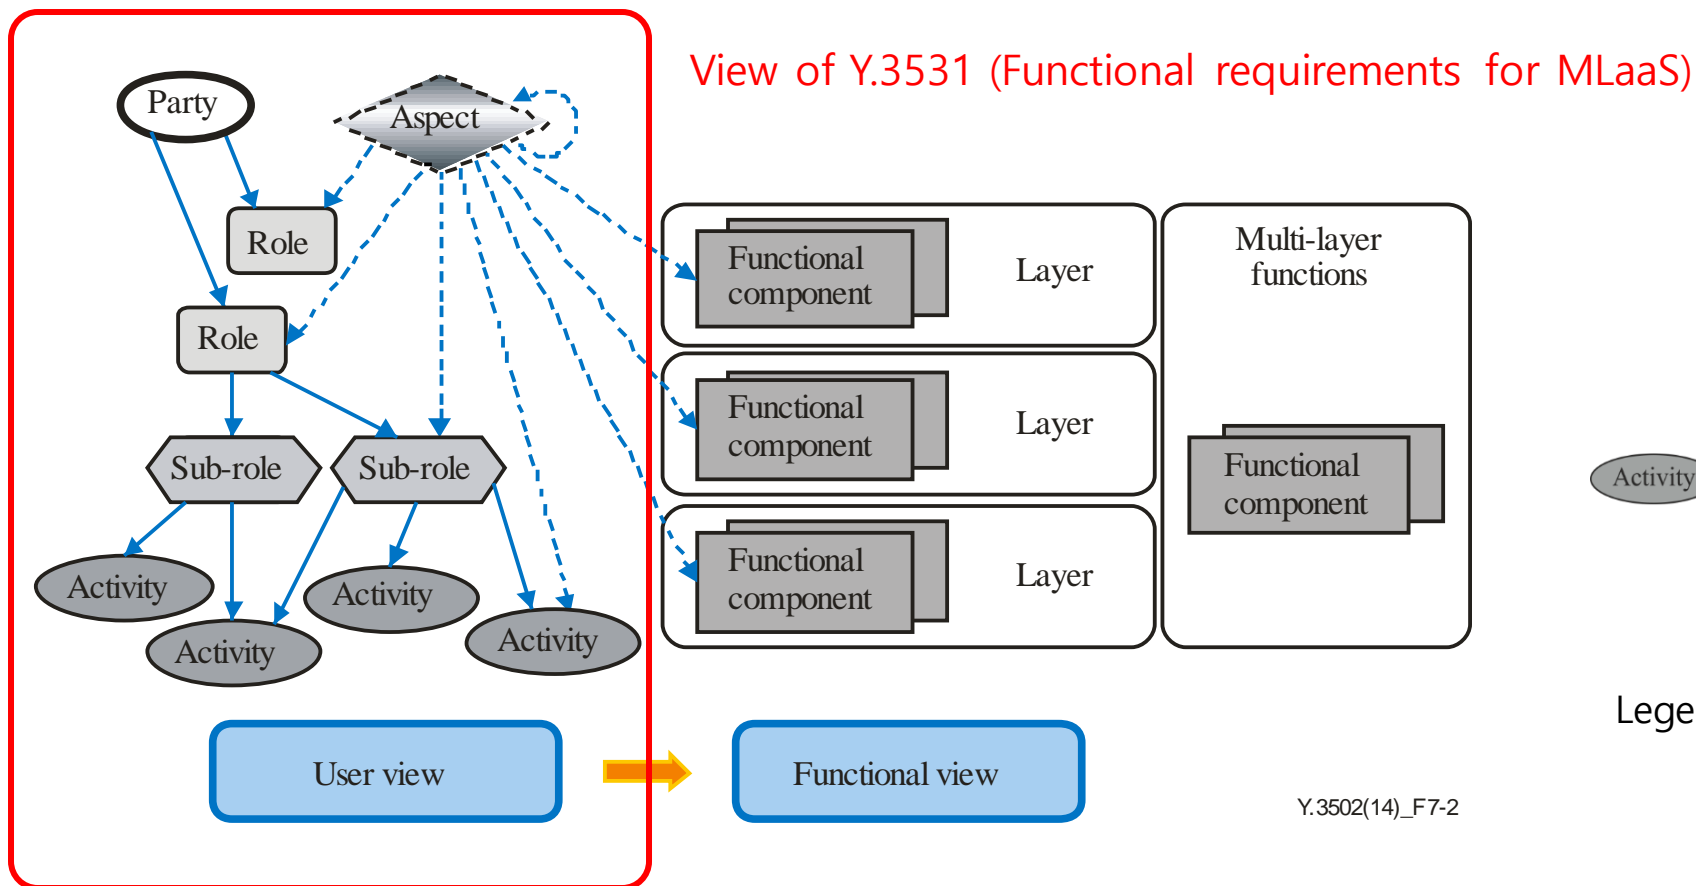 View of Y.3531 (Functional requirements for MLaaS)
Party
Aspect
Role
Role
Sub-role
Sub-role
Activity
Activity
Activity
Activity
Functional
component
Layer
Functional
component
Layer
Functional
component
Layer
Multi-layer
functions
Functional
component
Activity
Lege
User view
Functional view
Y.3502(14)_F7-2